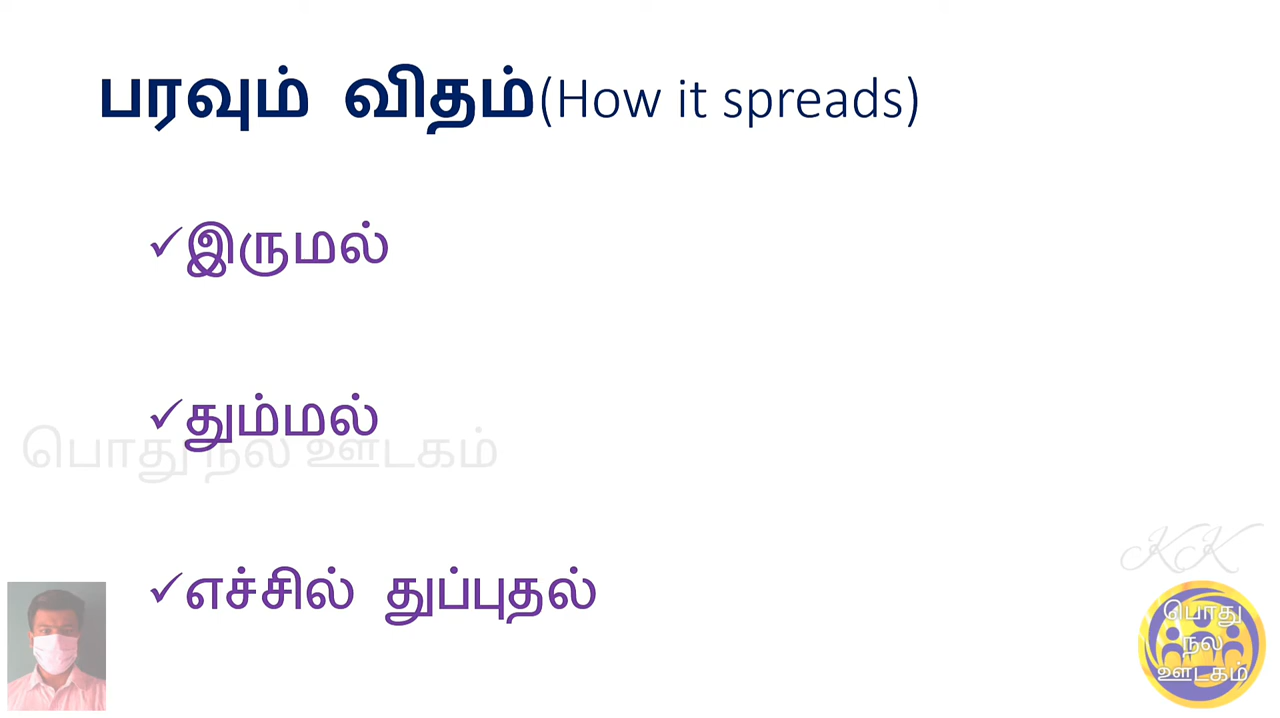 பரவும் விதம்(How it spreads)
✓இருமல்
✓தும்மல்
பொது நல ஊடகம்
✓எச்சில் துப்புதல்
KK
பொது
நல
ஊடகம்